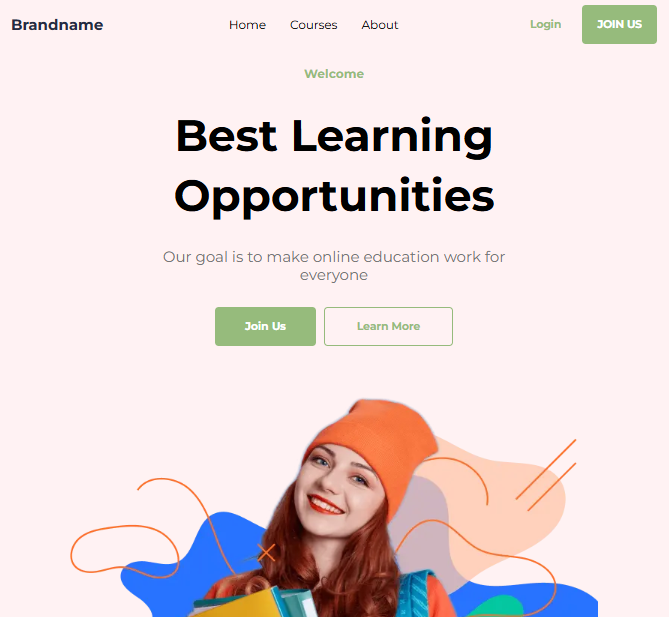 Brandname
Home
Courses
About
Login
JOIN US
Welcome
Best Learning
Opportunities
Our goal is to make online education work for
everyone
Join Us
Learn More